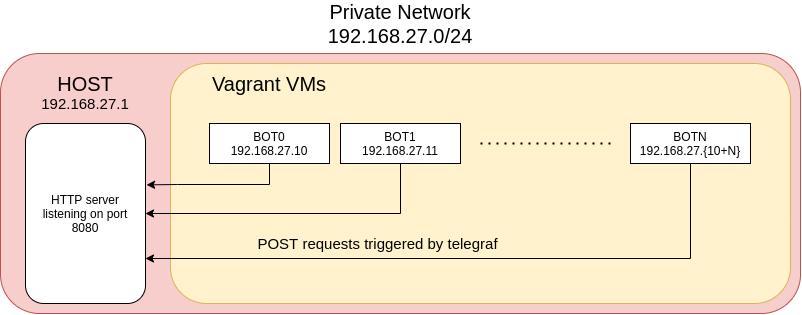 Private Network
192.168.27.0/24
HOST
192.168.27.1
Vagrant VMs
BOT0
192.168.27.10
BOT1
192.168.27.11
BOTN
192.168.27.{10+N}
HTTP server
listening on port
8080
POST requests triggered by telegraf